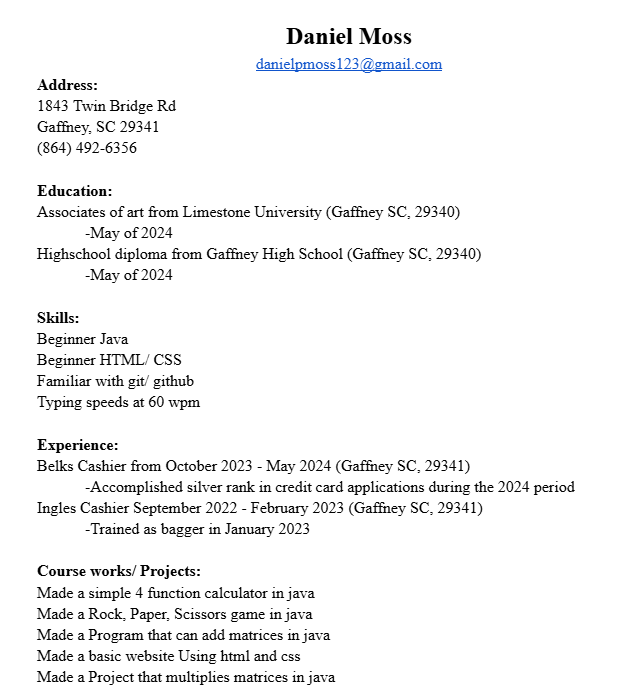 Daniel Moss
danielpmoss123@gmail.com
Address:
1843 Twin Bridge Rd
Gaffney, SC 29341
(864) 492-6356
Education:
Associates of art from Limestone University (Gaffney SC, 29340)
-May of 2024
Highschool diploma from Gaffney High School (Gaffney SC, 29340)
-May of 2024
Skills:
Beginner Java
Beginner HTML/ CSS
Familiar with git/ github
Typing speeds at 60 wpm
Experience:
Belks Cashier from October 2023 - May 2024 (Gaffney SC, 29341)
-Accomplished silver rank in credit card applications during the 2024 period
Ingles Cashier September 2022 - February 2023 (Gaffney SC, 29341)
-Trained as bagger in January 2023
Course works/ Projects:
Made a simple 4 function calculator in java
Made a Rock, Paper, Scissors game in java
Made a Program that can add matrices in java
Made a basic website Using html and css
Made a Project that multiplies matrices in java